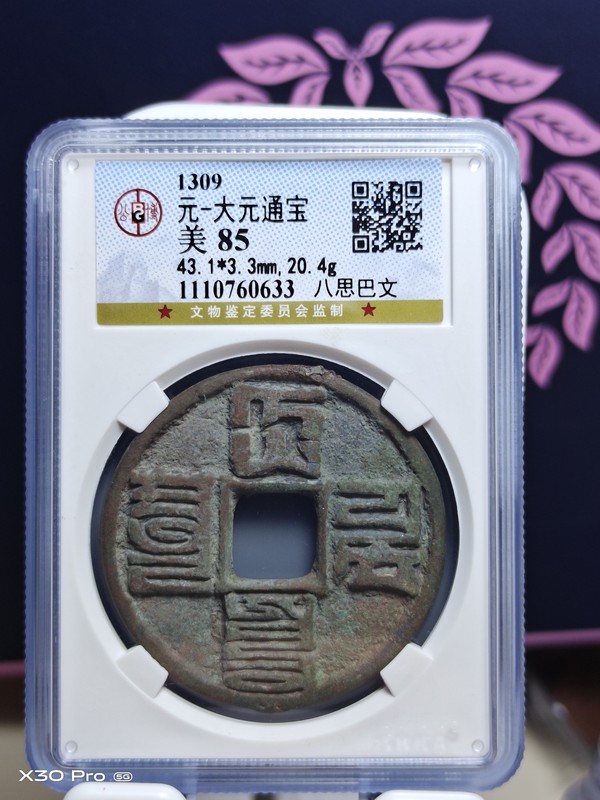 1309
元-大元通宝
美 85
43.1*3.3mm,20.4g
1110760633 八思巴文
★ 文物鉴定委员会监制 ★
X30 Pro 5G